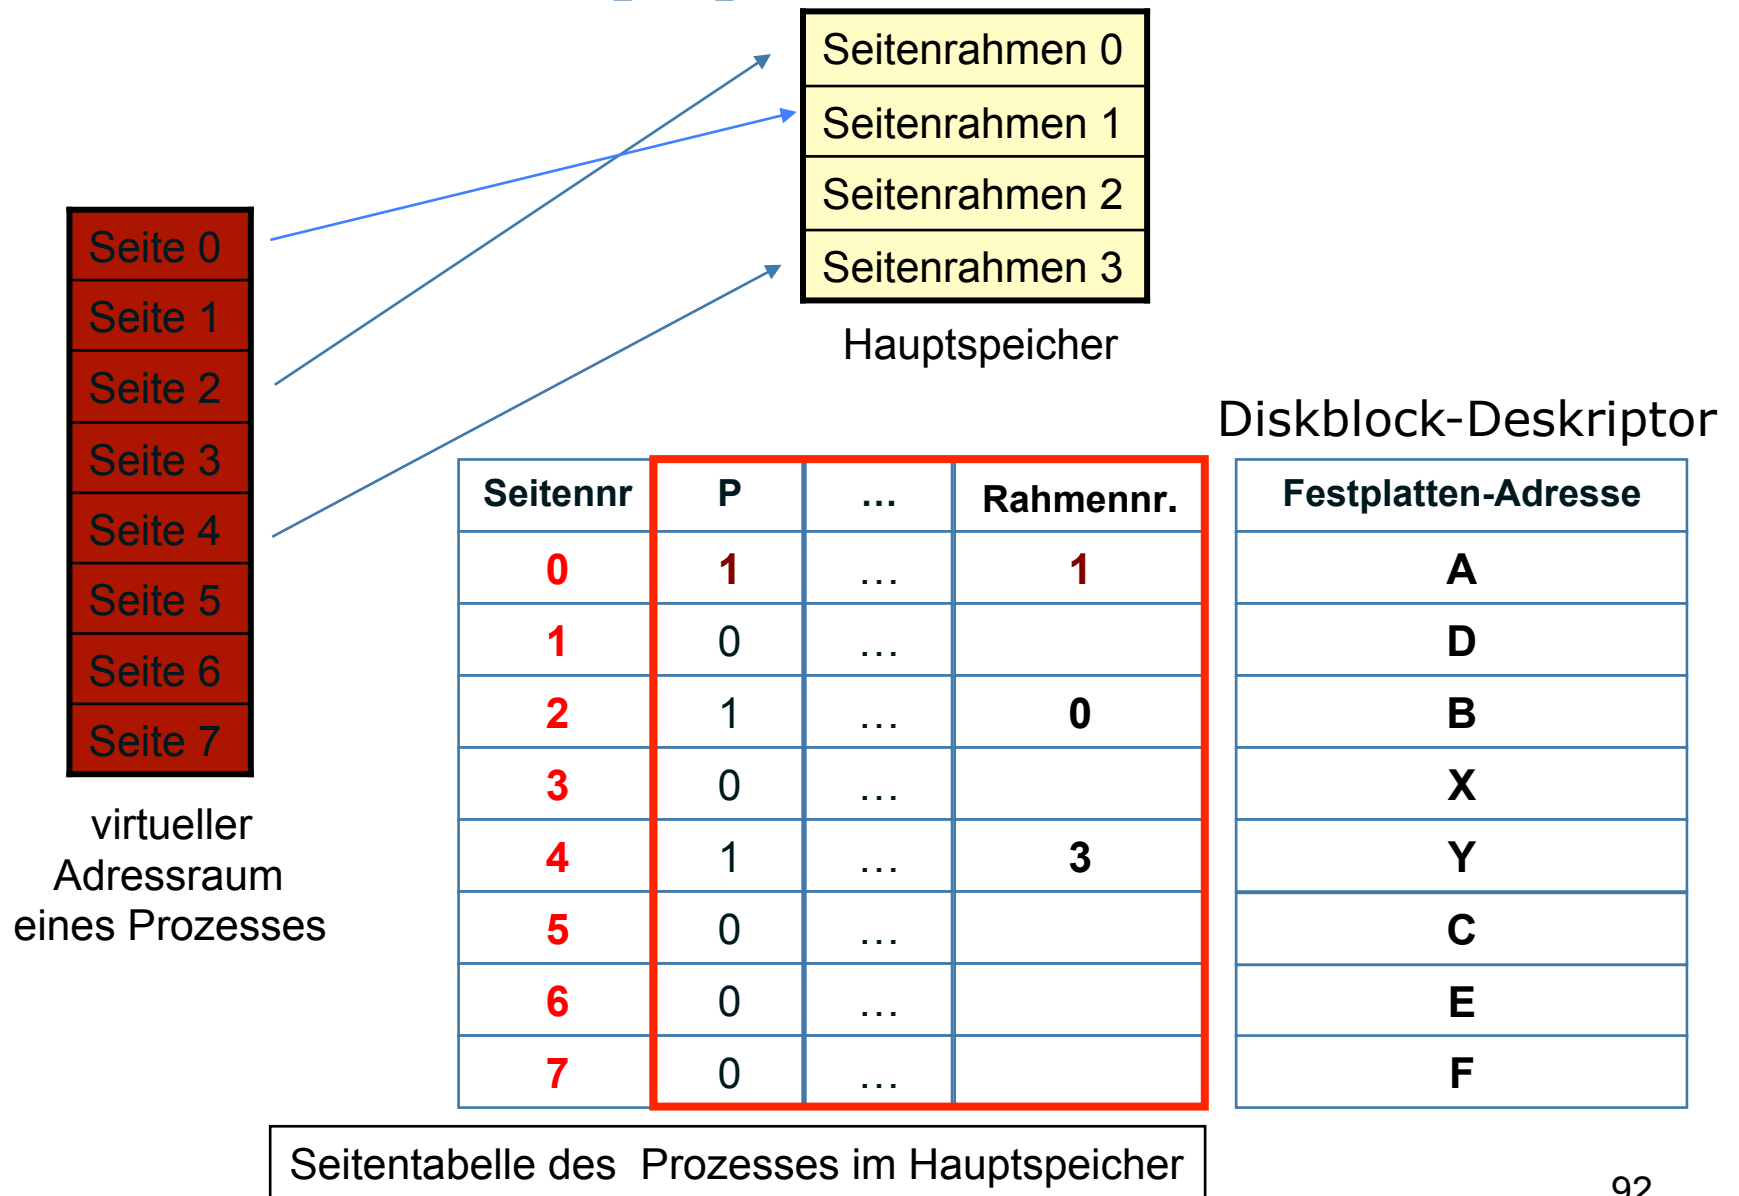 Seitenrahmen 0
Seitenrahmen 1
Seitenrahmen 2
Seitenrahmen 3
Hauptspeicher
Seite 0
Seite 1
Seite 2
Seite 3
Seite 4
Seite 5
Seite 6
Seite 7
virtueller
Adressraum
eines Prozesses
Diskblock-Deskriptor
Seitennr P ... Rahmennr. Festplatten-Adresse
0 1 ... 1 A
1 0 ... D
2 1 ... 0 B
3 0 ... X
4 1 ... 3 Y
5 0 ... C
6 0 ... E
7 0 ... F
Seitentabelle des Prozesses im Hauptspeicher
92